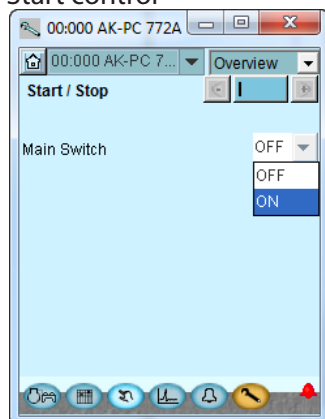 Start control
00:000 AK-PC 772A
00:000 AK-PC 7... Overview
Start / Stop
Main Switch OFF
OFF
ON